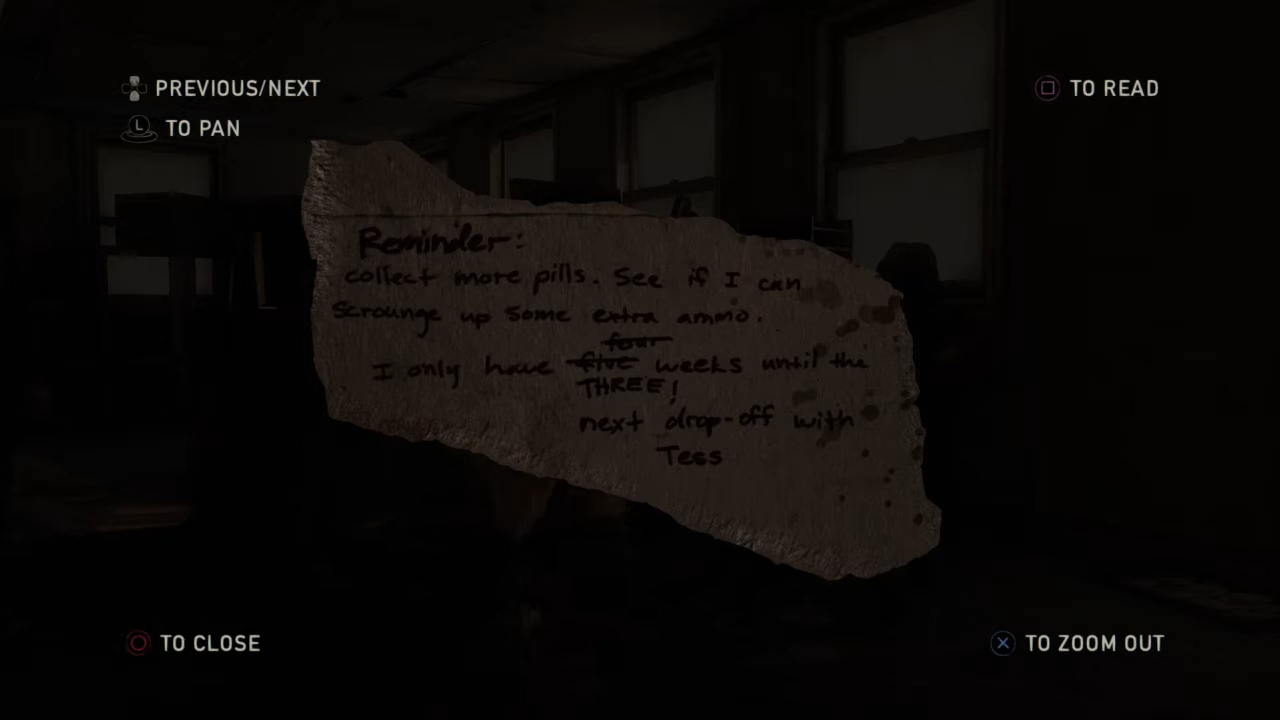 PREVIOUS/NEXT
L TO PAN
TO READ
Reminder:
collect more pills. See if I can
Scrounge up some extra ammo.
four
I only have five weeks until the
THREE!
next drop-off with
Tess
TO CLOSE
TO ZOOM OUT